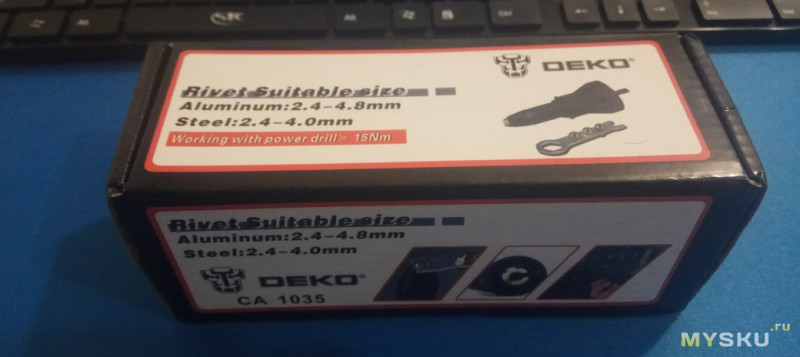 DEKO®
Rivet Suitable size
Aluminum:2.4-4.8mm
Steel:2.4-4.0mm
Working with power drill≥ 15Nm
Rivet Suitable size
Aluminum:2.4-4.8mm
Steel:2.4-4.0mm
DEKO®
CA 1035
MYSKU.ru